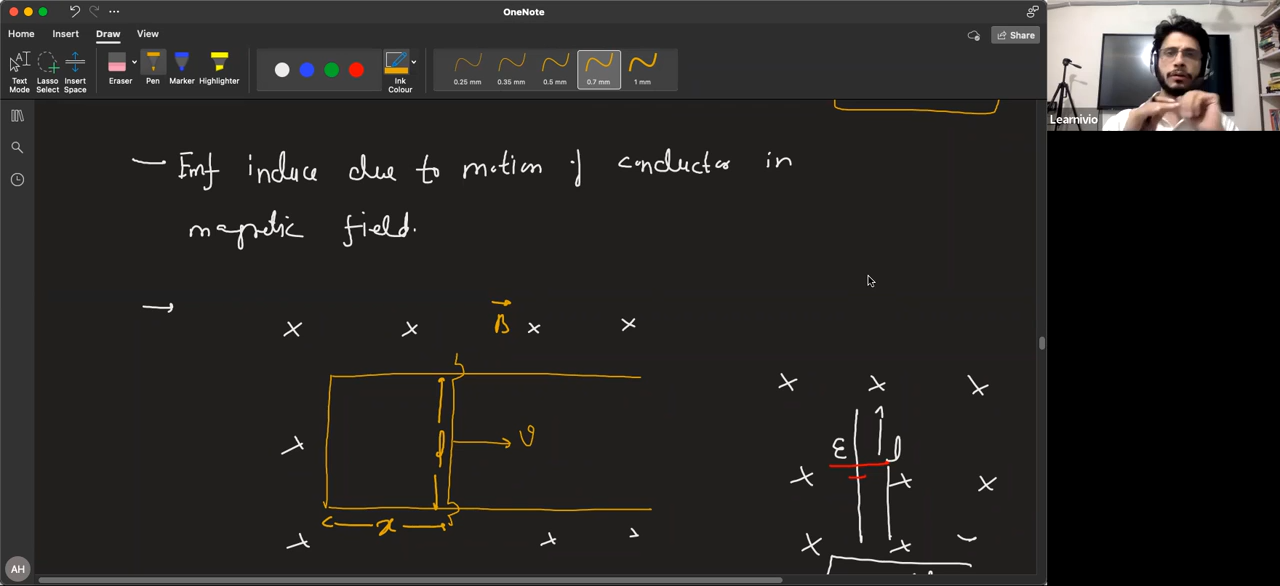 OneNote
Home Insert Draw View
Share
Text Mode
Lasso Select
Insert Space
Eraser
Pen
Marker
Highlighter
Ink Colour
0.25 mm
0.35 mm
0.5 mm
0.7 mm
1 mm
Learnivio
— Emf induce due to motion of conductor in
magnetic field.
B
l
v
x
ε l
AH